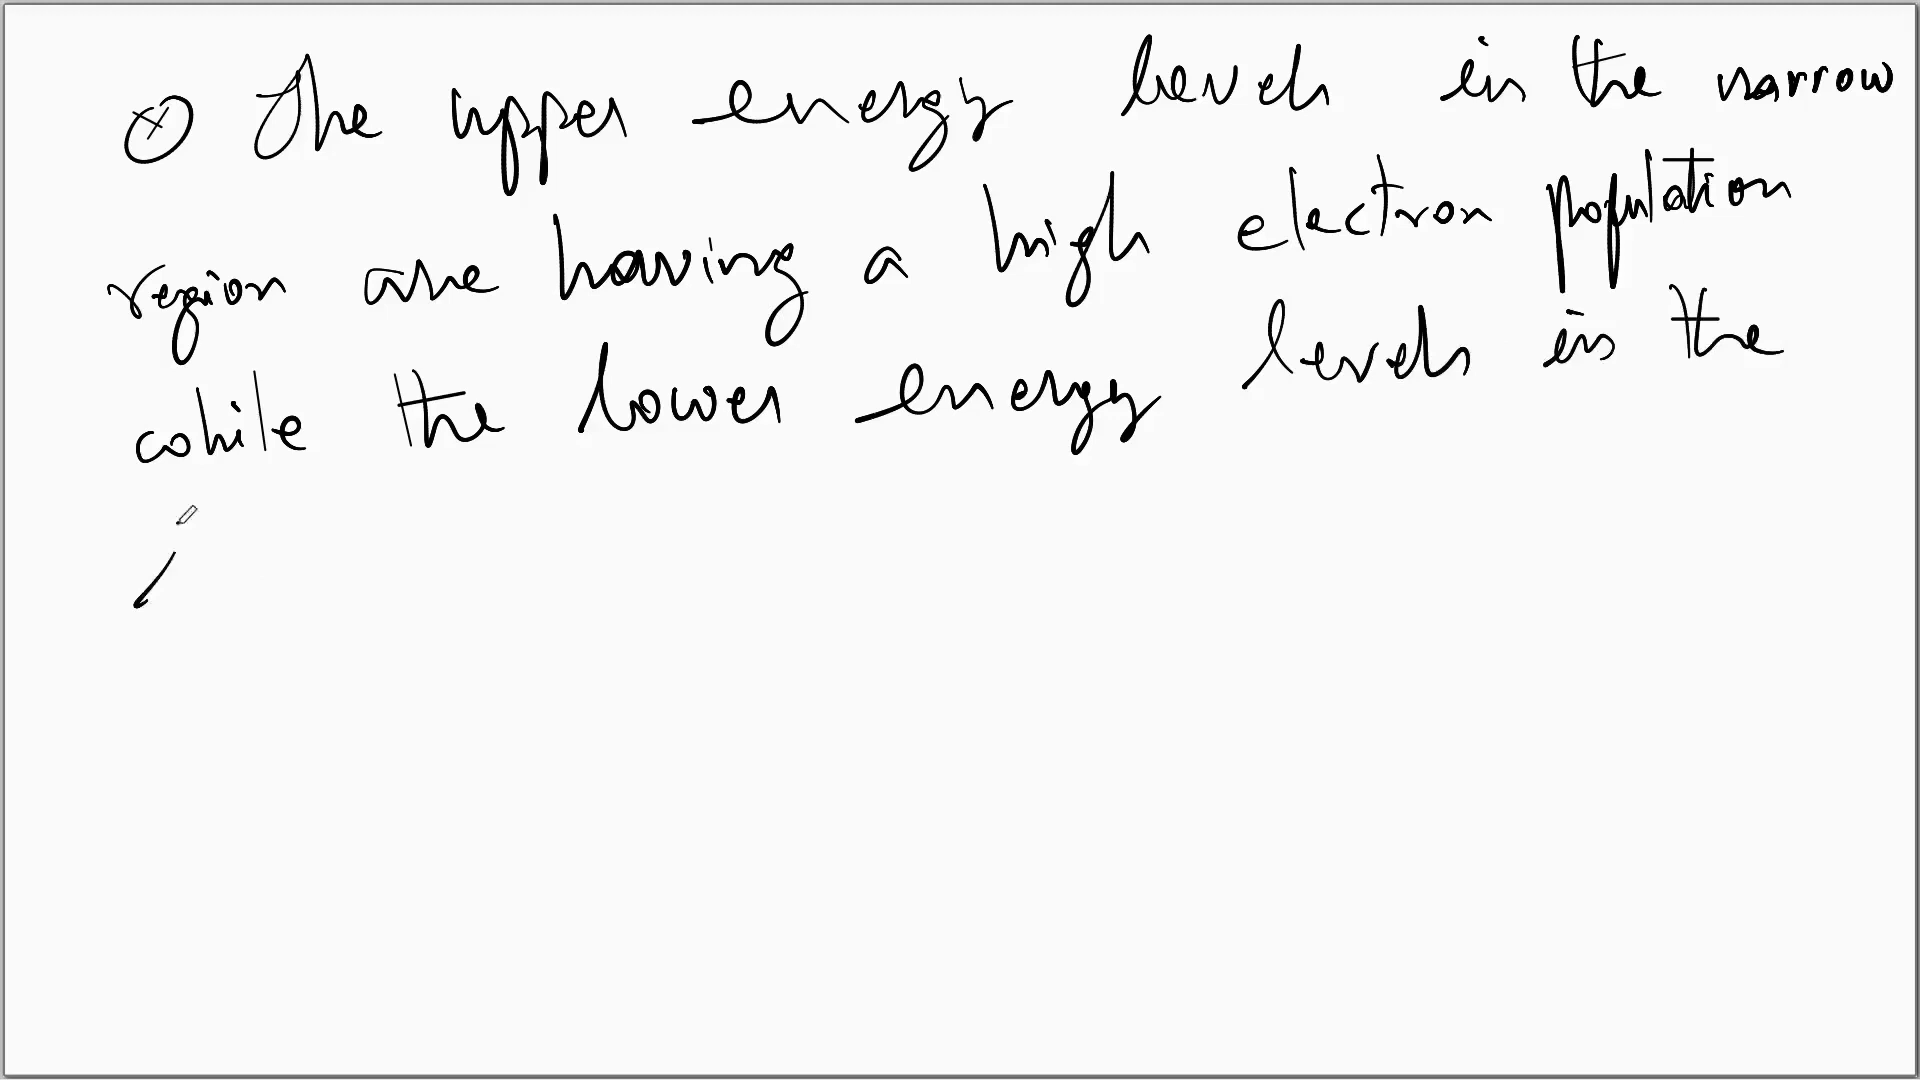 The upper energy levels in the narrow
region are having a high electron population
while the lower energy levels in the